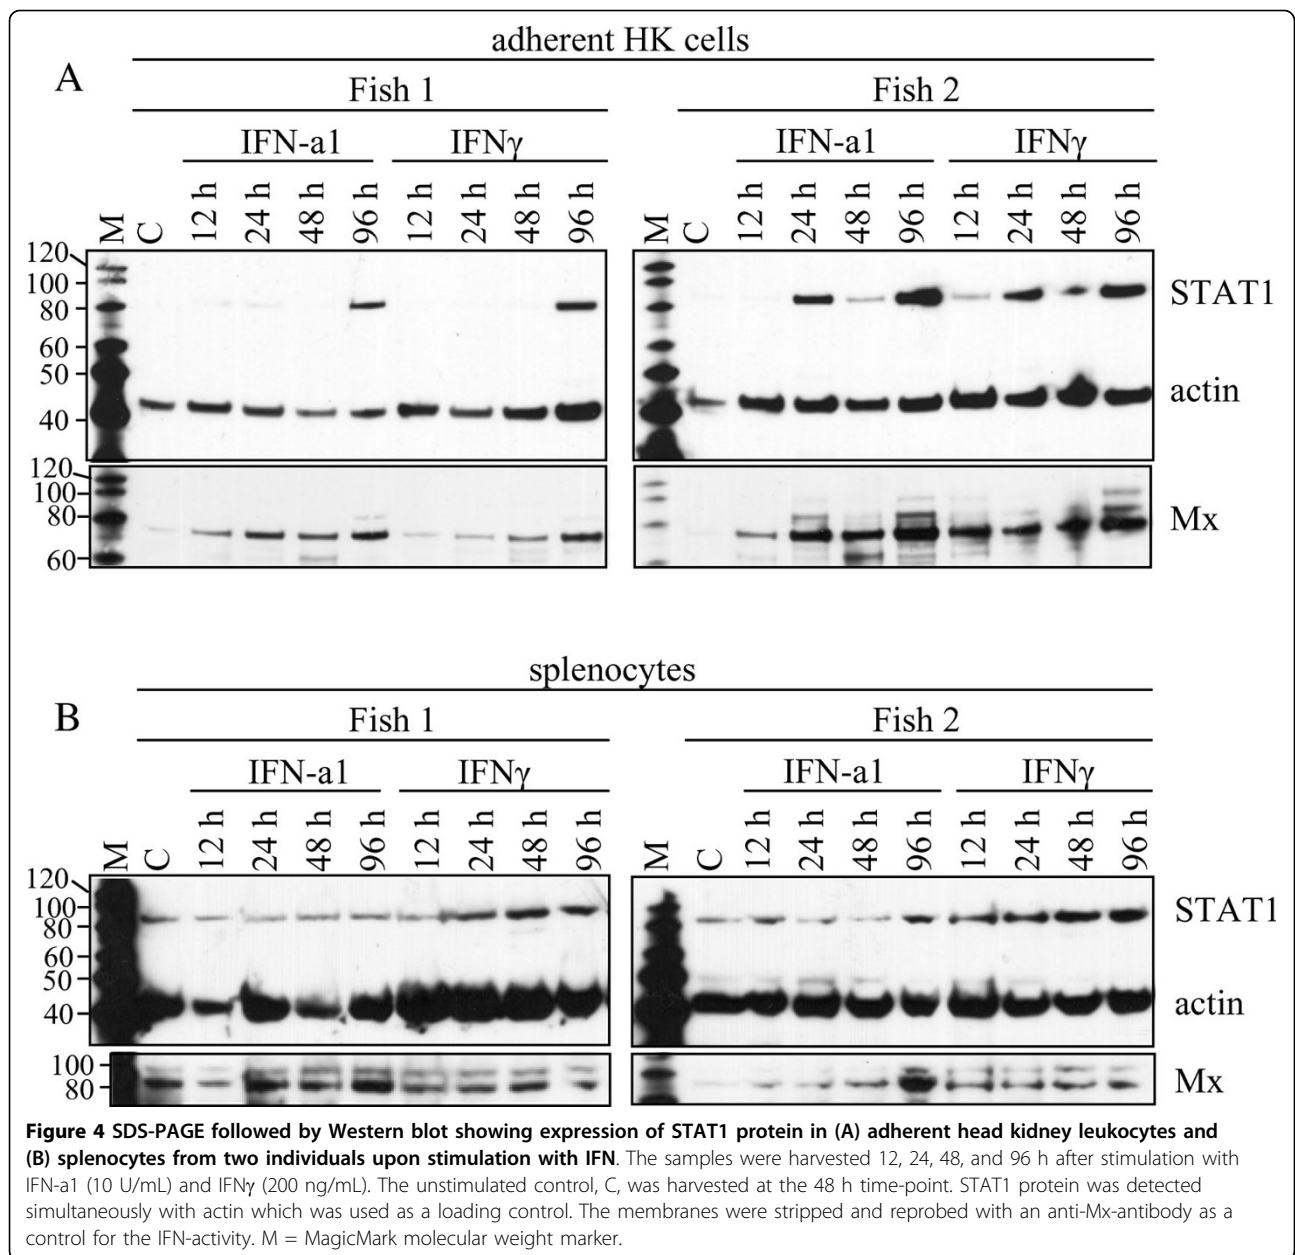 adherent HK cells
A
Fish 1 Fish 2
IFN-a1 IFNγ IFN-a1 IFNγ
M C 12 h 24 h 48 h 96 h 12 h 24 h 48 h 96 h M C 12 h 24 h 48 h 96 h 12 h 24 h 48 h 96 h
120
100
80
60
50
40
STAT1
actin
120
100
80
60
Mx
splenocytes
B
Fish 1 Fish 2
IFN-a1 IFNγ IFN-a1 IFNγ
M C 12 h 24 h 48 h 96 h 12 h 24 h 48 h 96 h M C 12 h 24 h 48 h 96 h 12 h 24 h 48 h 96 h
120
100
80
60
50
40
STAT1
actin
100
80
Mx
Figure 4 SDS-PAGE followed by Western blot showing expression of STAT1 protein in (A) adherent head kidney leukocytes and
(B) splenocytes from two individuals upon stimulation with IFN. The samples were harvested 12, 24, 48, and 96 h after stimulation with
IFN-a1 (10 U/mL) and IFNγ (200 ng/mL). The unstimulated control, C, was harvested at the 48 h time-point. STAT1 protein was detected
simultaneously with actin which was used as a loading control. The membranes were stripped and reprobed with an anti-Mx-antibody as a
control for the IFN-activity. M = MagicMark molecular weight marker.